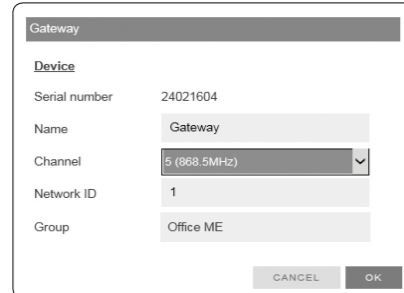 Gateway
Device
Serial number 24021604
Name Gateway
Channel 5 (868.5MHz)
Network ID 1
Group Office ME
CANCEL OK